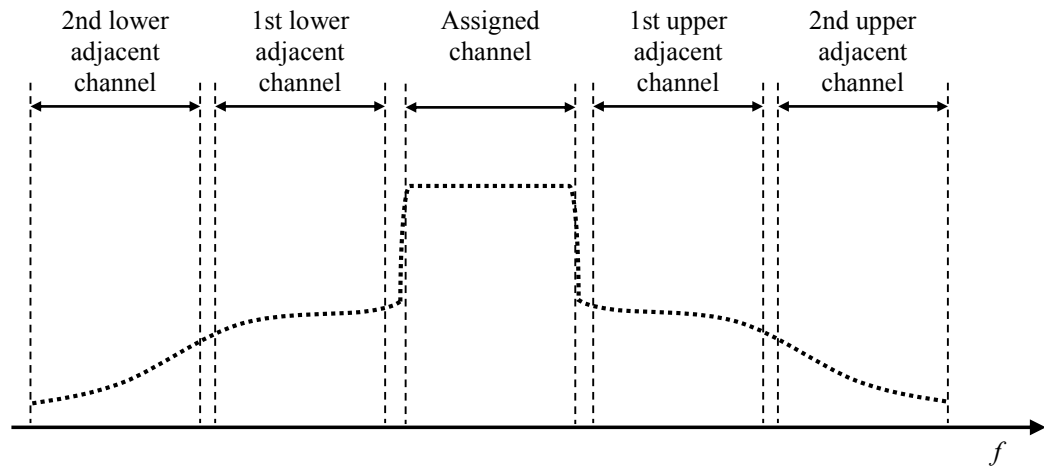 2nd lower
adjacent
channel
1st lower
adjacent
channel
Assigned
channel
1st upper
adjacent
channel
2nd upper
adjacent
channel
f